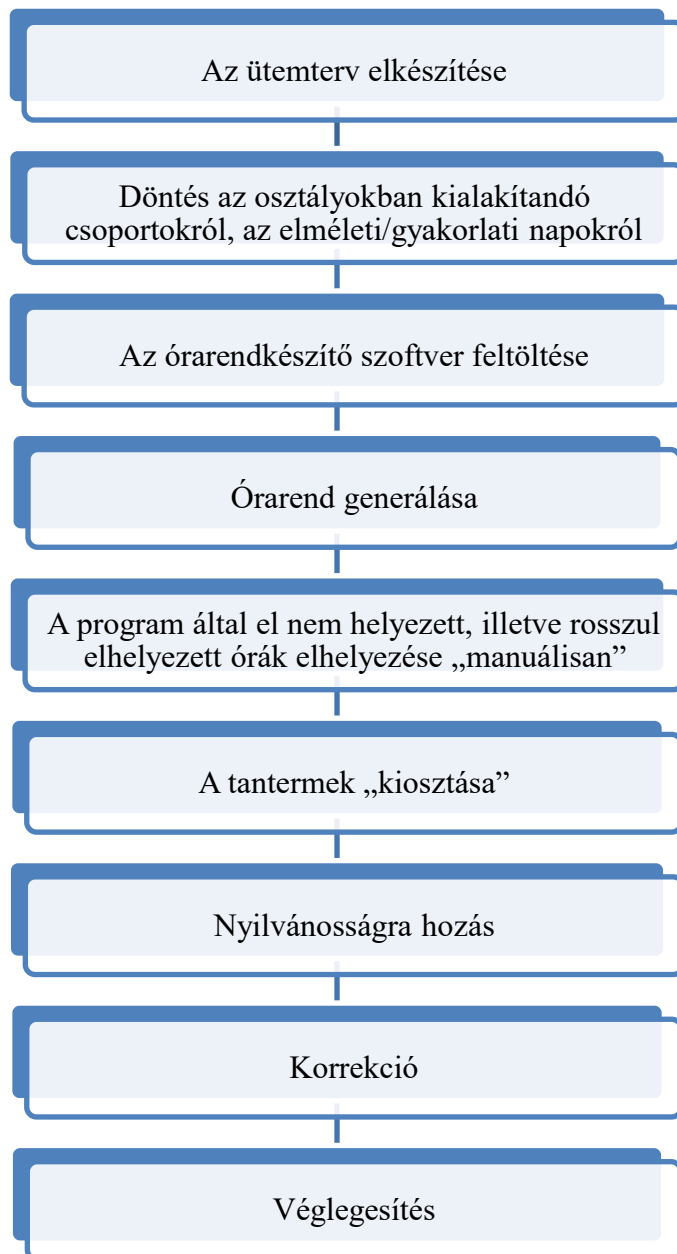 Az ütemterv elkészítése
Döntés az osztályokban kialakítandó
csoportokról, az elméleti/gyakorlati napokról
Az órarendkészítő szoftver feltöltése
Órarend generálása
A program által el nem helyezett, illetve rosszul
elhelyezett órák elhelyezése „manuálisan”
A tantermek „kiosztása”
Nyilvánosságra hozás
Korrekció
Véglegesítés